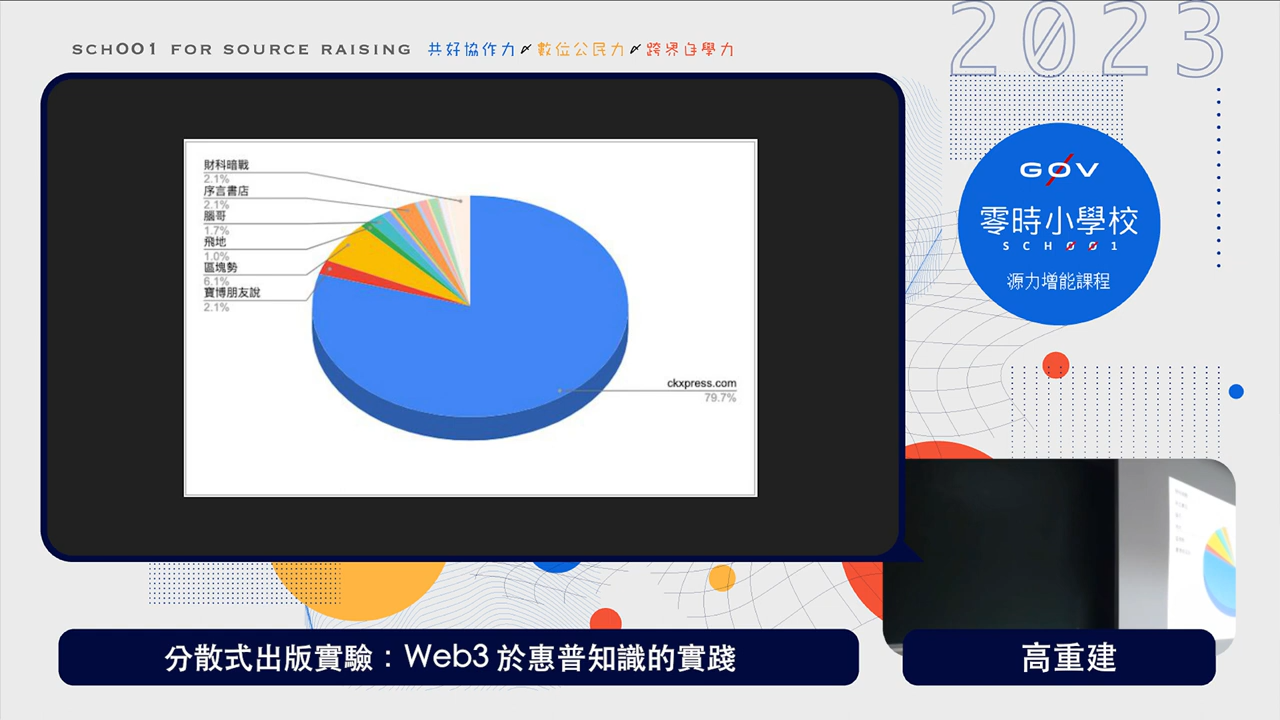 SCHOO1 FOR SOURCE RAISING 共好協作力 數位公民力 跨界自學力
2023
GOV
零時小學校
SCHOO1
源力增能課程
財科暗戰
2.1%
序言書店
2.1%
腦哥
1.7%
飛地
1.0%
區塊勢
6.1%
寶博朋友說
2.1%
ckxpress.com
79.7%
分散式出版實驗：Web3 於惠普知識的實踐
高重建